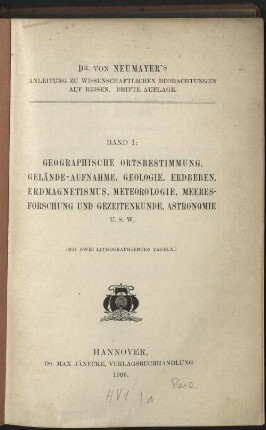 DR. VON NEUMAYER'S
ANLEITUNG ZU WISSENSCHAFTLICHEN BEOBACHTUNGEN
AUF REISEN. DRITTE AUFLAGE.
BAND I:
GEOGRAPHISCHE ORTSBESTIMMUNG,
GELÄNDE-AUFNAHME, GEOLOGIE, ERDBEBEN,
ERDMAGNETISMUS, METEOROLOGIE, MEERES-
FORSCHUNG UND GEZEITENKUNDE, ASTRONOMIE
U. S. W.
(MIT ZWEI LITHOGRAPHIERTEN TAFELN.)
HANNOVER.
DR. MAX JÄNECKE, VERLAGSBUCHHANDLUNG
1906.